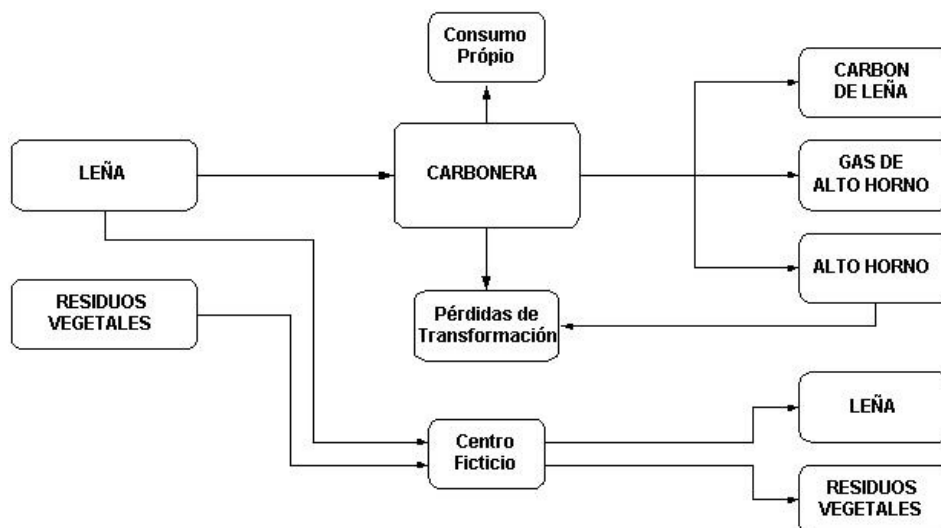 Consumo
Própio
CARBON
DE LEÑA
LEÑA
CARBONERA
GAS DE
ALTO HORNO
ALTO HORNO
RESIDUOS
VEGETALES
Pérdidas de
Transformación
LEÑA
Centro
Ficticio
RESIDUOS
VEGETALES